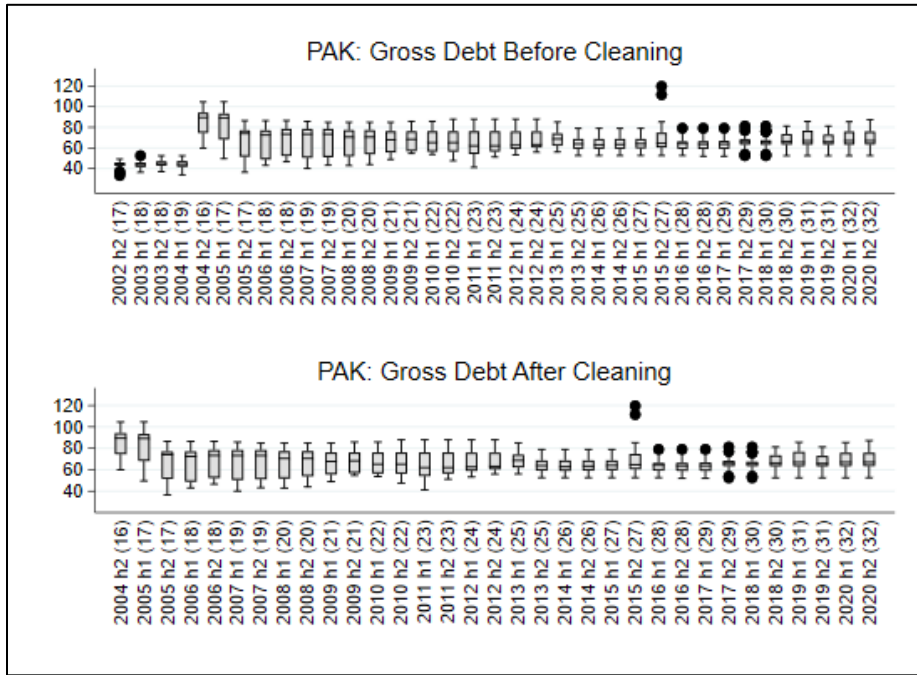 PAK: Gross Debt Before Cleaning
120
100
80
60
40
2002 h2 (17)
2003 h1 (18)
2003 h2 (18)
2004 h1 (19)
2004 h2 (16)
2005 h1 (17)
2005 h2 (17)
2006 h1 (18)
2006 h2 (18)
2007 h1 (19)
2007 h2 (19)
2008 h1 (20)
2008 h2 (20)
2009 h1 (21)
2009 h2 (21)
2010 h1 (22)
2010 h2 (22)
2011 h1 (23)
2011 h2 (23)
2012 h1 (24)
2012 h2 (24)
2013 h1 (25)
2013 h2 (25)
2014 h1 (26)
2014 h2 (26)
2015 h1 (27)
2015 h2 (27)
2016 h1 (28)
2016 h2 (28)
2017 h1 (29)
2017 h2 (29)
2018 h1 (30)
2018 h2 (30)
2019 h1 (31)
2019 h2 (31)
2020 h1 (32)
2020 h2 (32)
PAK: Gross Debt After Cleaning
120
100
80
60
40
2004 h2 (16)
2005 h1 (17)
2005 h2 (17)
2006 h1 (18)
2006 h2 (18)
2007 h1 (19)
2007 h2 (19)
2008 h1 (20)
2008 h2 (20)
2009 h1 (21)
2009 h2 (21)
2010 h1 (22)
2010 h2 (22)
2011 h1 (23)
2011 h2 (23)
2012 h1 (24)
2012 h2 (24)
2013 h1 (25)
2013 h2 (25)
2014 h1 (26)
2014 h2 (26)
2015 h1 (27)
2015 h2 (27)
2016 h1 (28)
2016 h2 (28)
2017 h1 (29)
2017 h2 (29)
2018 h1 (30)
2018 h2 (30)
2019 h1 (31)
2019 h2 (31)
2020 h1 (32)
2020 h2 (32)